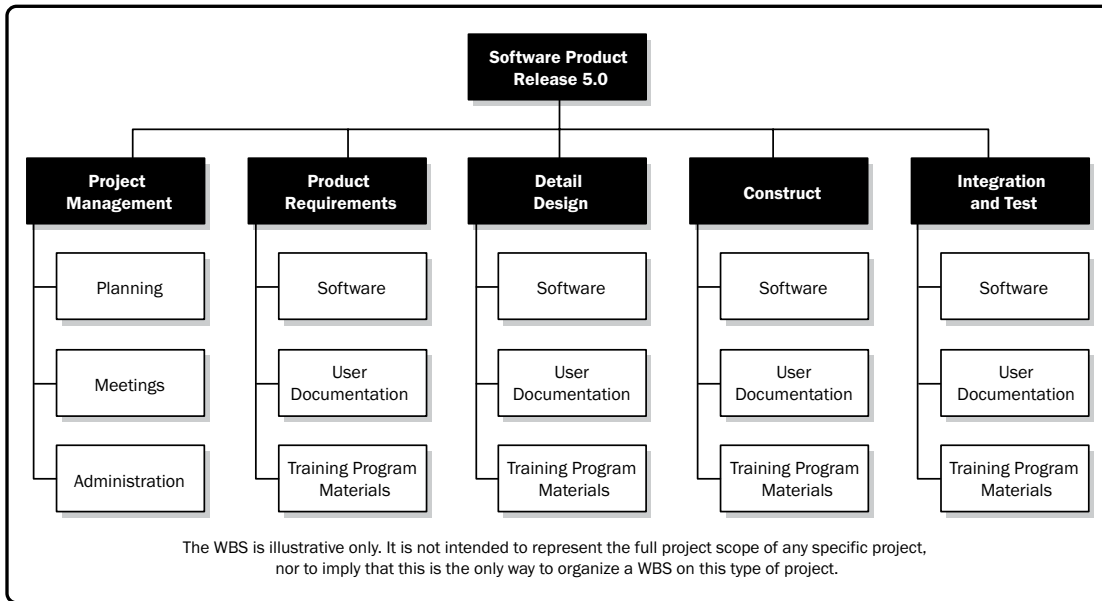 Software Product
Release 5.0
Project
Management
Product
Requirements
Detail
Design
Construct
Integration
and Test
Planning
Software
Software
Software
Software
Meetings
User
Documentation
User
Documentation
User
Documentation
User
Documentation
Administration
Training Program
Materials
Training Program
Materials
Training Program
Materials
Training Program
Materials
The WBS is illustrative only. It is not intended to represent the full project scope of any specific project,
nor to imply that this is the only way to organize a WBS on this type of project.